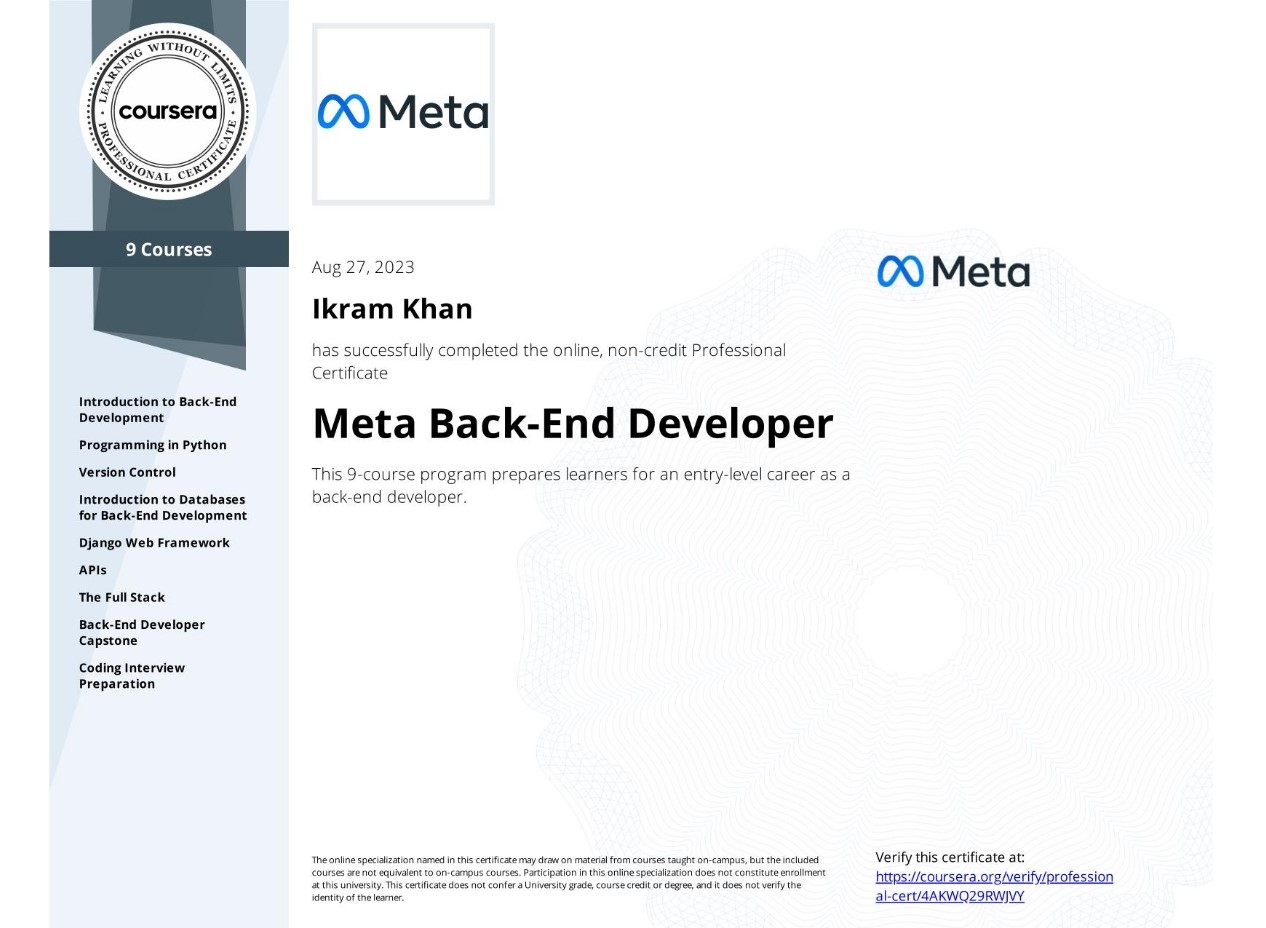 LEARNING WITHOUT LIMITS
coursera
PROFESSIONAL CERTIFICATE
9 Courses
Introduction to Back-End
Development
Programming in Python
Version Control
Introduction to Databases
for Back-End Development
Django Web Framework
APIs
The Full Stack
Back-End Developer
Capstone
Coding Interview
Preparation
Meta
Aug 27, 2023
Meta
Ikram Khan
has successfully completed the online, non-credit Professional
Certificate
Meta Back-End Developer
This 9-course program prepares learners for an entry-level career as a
back-end developer.
The online specialization named in this certificate may draw on material from courses taught on-campus, but the included
courses are not equivalent to on-campus courses. Participation in this online specialization does not constitute enrollment
at this university. This certificate does not confer a University grade, course credit or degree, and it does not verify the
identity of the learner.
Verify this certificate at:
https://coursera.org/verify/profession
al-cert/4AKWQ29RWJVY